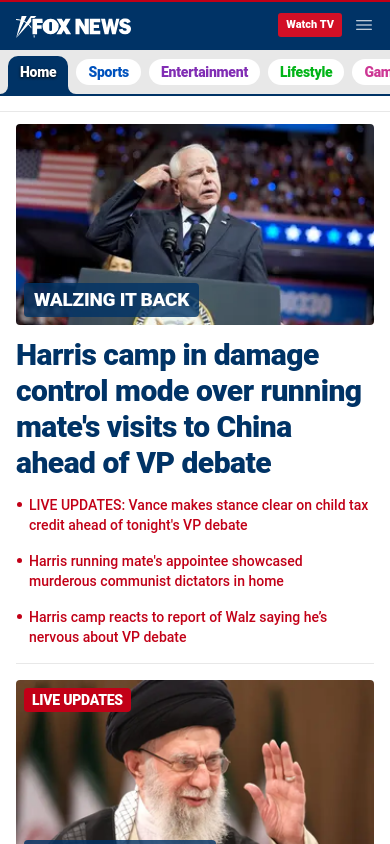 FOX NEWS
Watch TV
Home
Sports
Entertainment
Lifestyle
Gam
WALZING IT BACK
Harris camp in damage
control mode over running
mate's visits to China
ahead of VP debate
LIVE UPDATES: Vance makes stance clear on child tax
credit ahead of tonight's VP debate
Harris running mate's appointee showcased
murderous communist dictators in home
Harris camp reacts to report of Walz saying he’s
nervous about VP debate
LIVE UPDATES